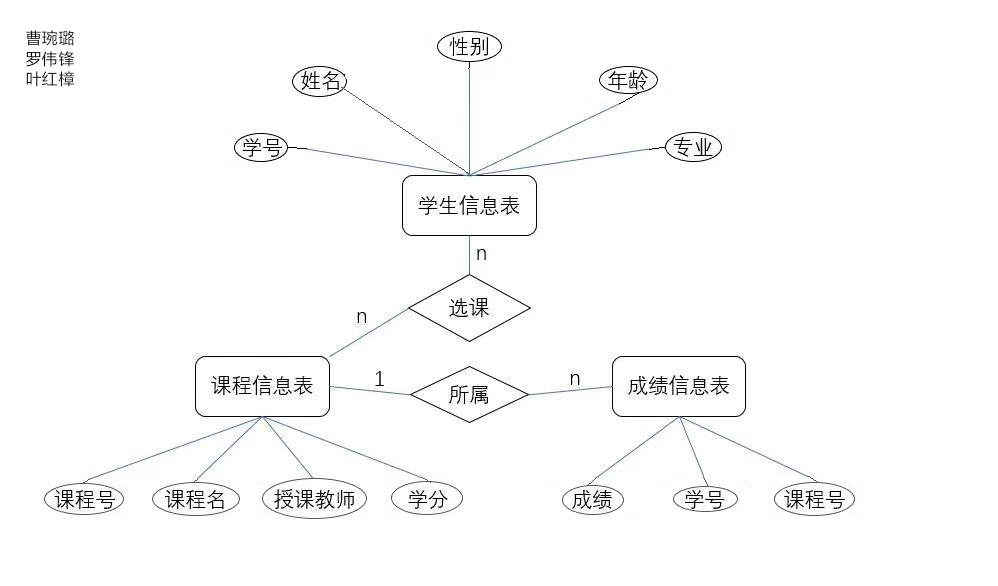 曹琬璐
罗伟锋
叶红樟
性别
姓名
年龄
学号
专业
学生信息表
n
选课
n
课程信息表
1
所属
n
成绩信息表
课程号
课程名
授课教师
学分
成绩
学号
课程号